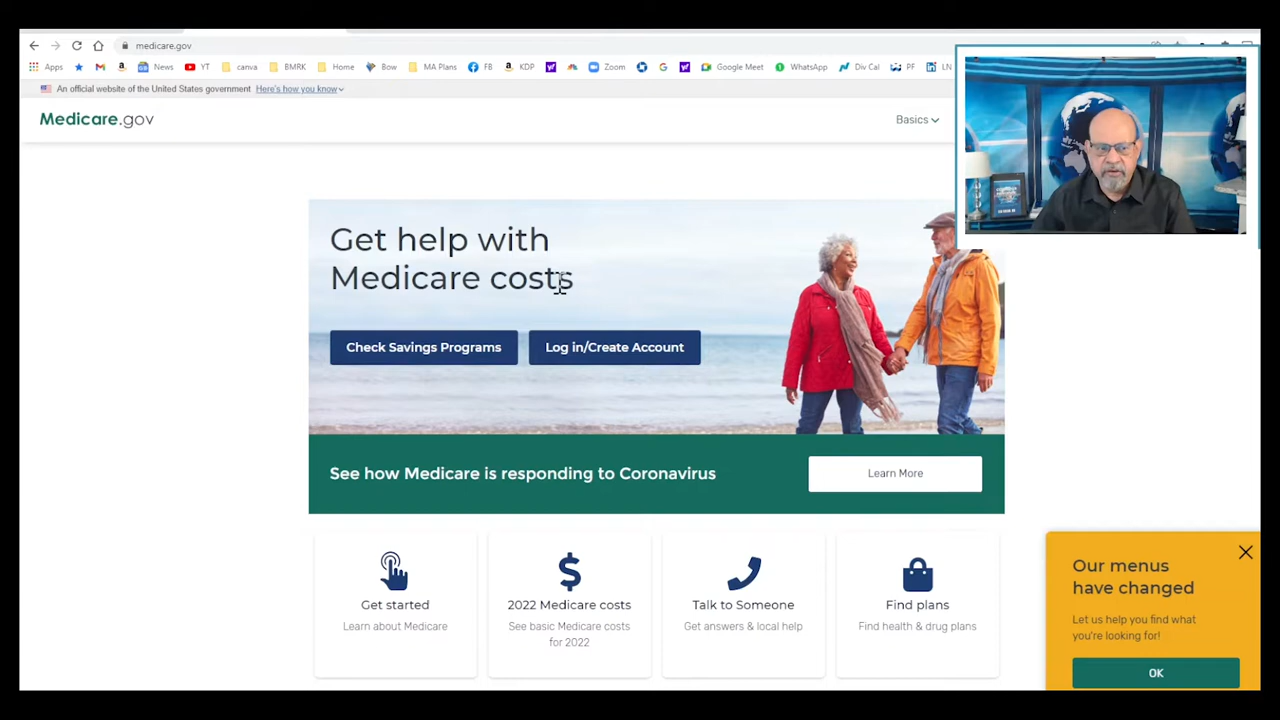 medicare.gov
Apps News YT canva BMRK Home Bow MA Plans FB KDP Zoom Google Meet WhatsApp Div Cal PF LN
An official website of the United States government Here's how you know
Medicare.gov Basics
Get help with
Medicare costs
Check Savings Programs Log in/Create Account
See how Medicare is responding to Coronavirus Learn More
Get started
Learn about Medicare
2022 Medicare costs
See basic Medicare costs
for 2022
Talk to Someone
Get answers & local help
Find plans
Find health & drug plans
Our menus
have changed
Let us help you find what
you're looking for!
OK